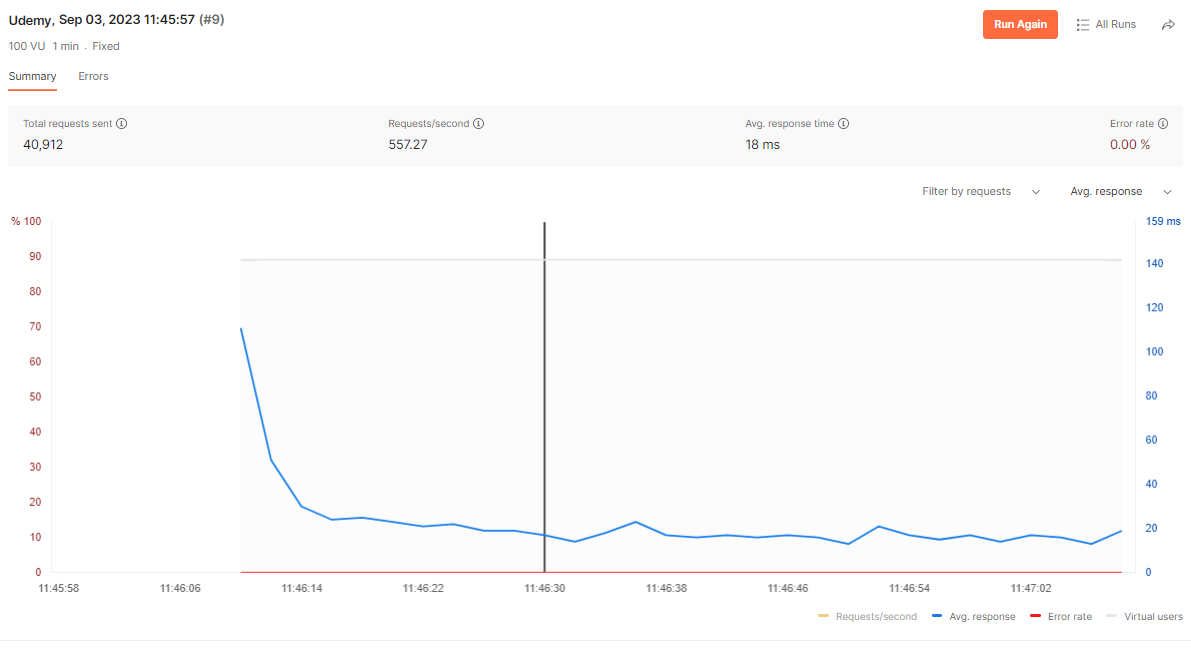 Udemy, Sep 03, 2023 11:45:57 (#9)
Run Again
All Runs
100 VU 1 min . Fixed
Summary Errors
Total requests sent Requests/second Avg. response time Error rate
40,912 557.27 18 ms 0.00 %
Filter by requests Avg. response
% 100 159 ms
90
140
80
120
70
100
60
50
80
40
60
30
40
20
20
10
0 0
11:45:58 11:46:06 11:46:14 11:46:22 11:46:30 11:46:38 11:46:46 11:46:54 11:47:02
Requests/second Avg. response Error rate Virtual users